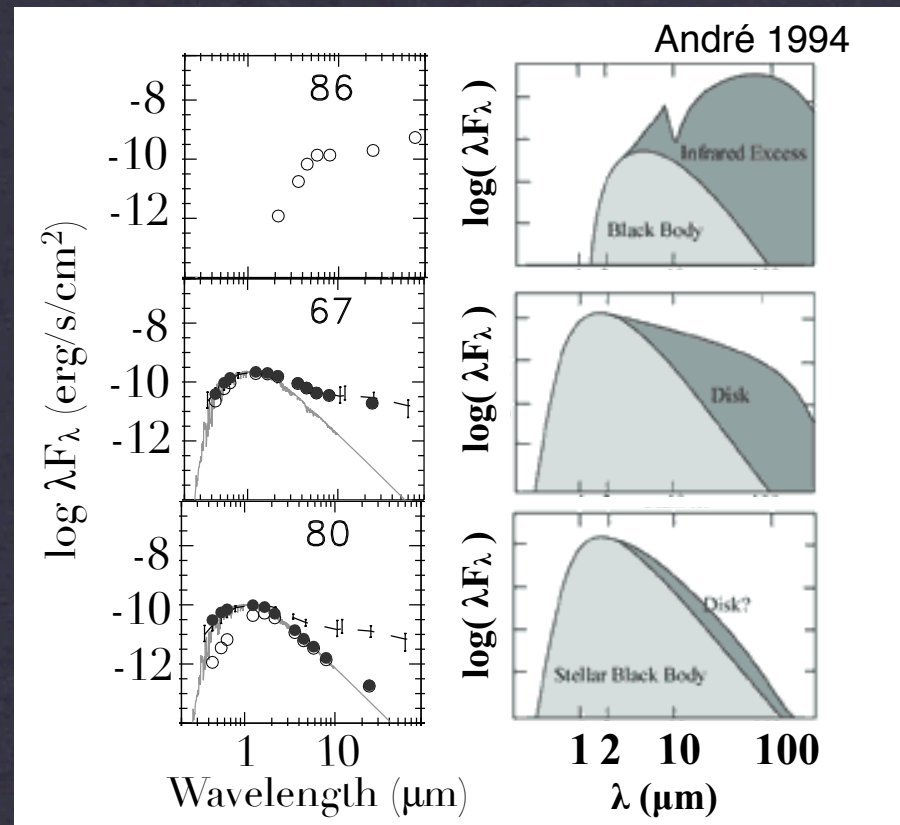 André 1994
86
-8
-10
-12
67
-8
-10
-12
80
-8
-10
-12
log λFλ (erg/s/cm²)
1 10
Wavelength (μm)
log( λFλ )
Infrared Excess
Black Body
log( λFλ )
Disk
log( λFλ )
Disk?
Stellar Black Body
1 2 10 100
λ (μm)